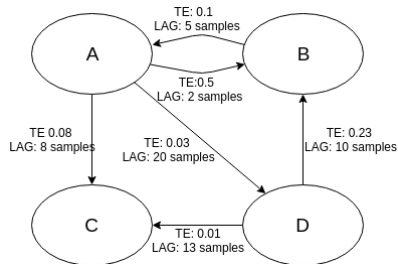 TE: 0.1
LAG: 5 samples
A
B
TE:0.5
LAG: 2 samples
TE 0.08
LAG: 8 samples
TE: 0.03
LAG: 20 samples
TE: 0.23
LAG: 10 samples
C
D
TE: 0.01
LAG: 13 samples